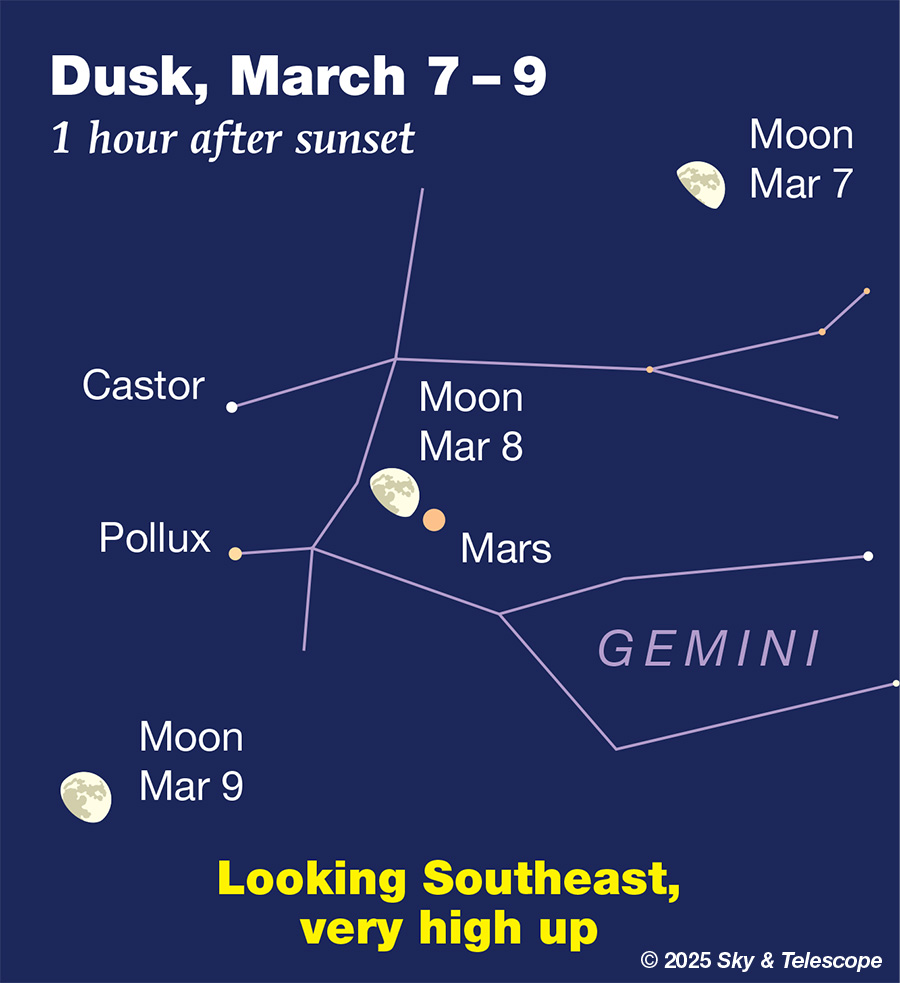 Dusk, March 7 – 9
1 hour after sunset
Moon
Mar 7
Castor
Moon
Mar 8
Pollux
Mars
GEMINI
Moon
Mar 9
Looking Southeast,
very high up
© 2025 Sky & Telescope